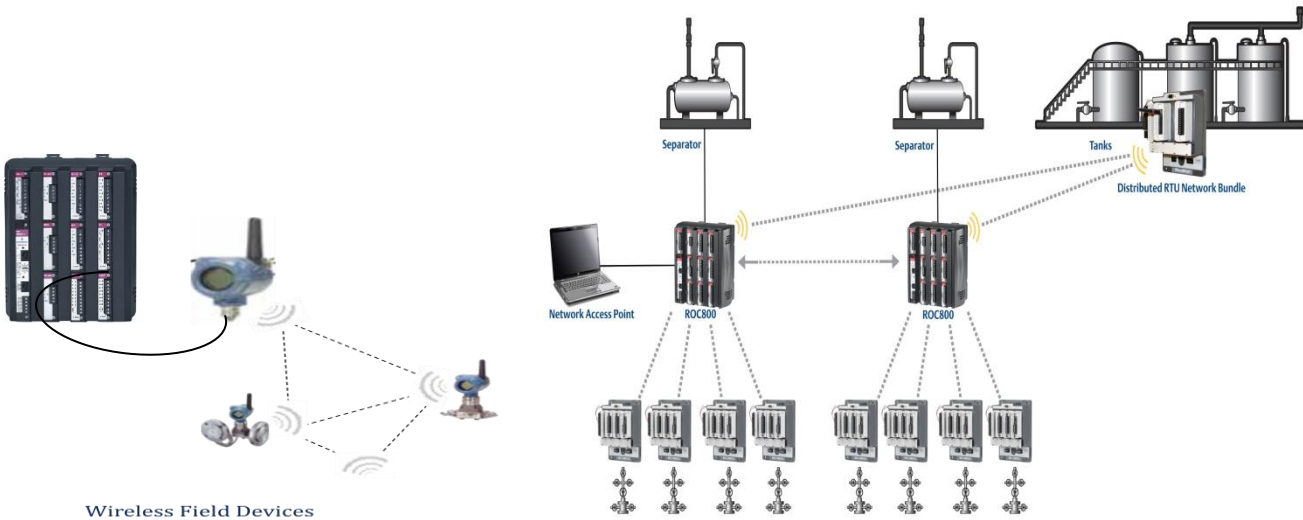 Separator
Separator
Tanks
Distributed RTU Network Bundle
Network Access Point
ROC800
ROC800
Wireless Field Devices